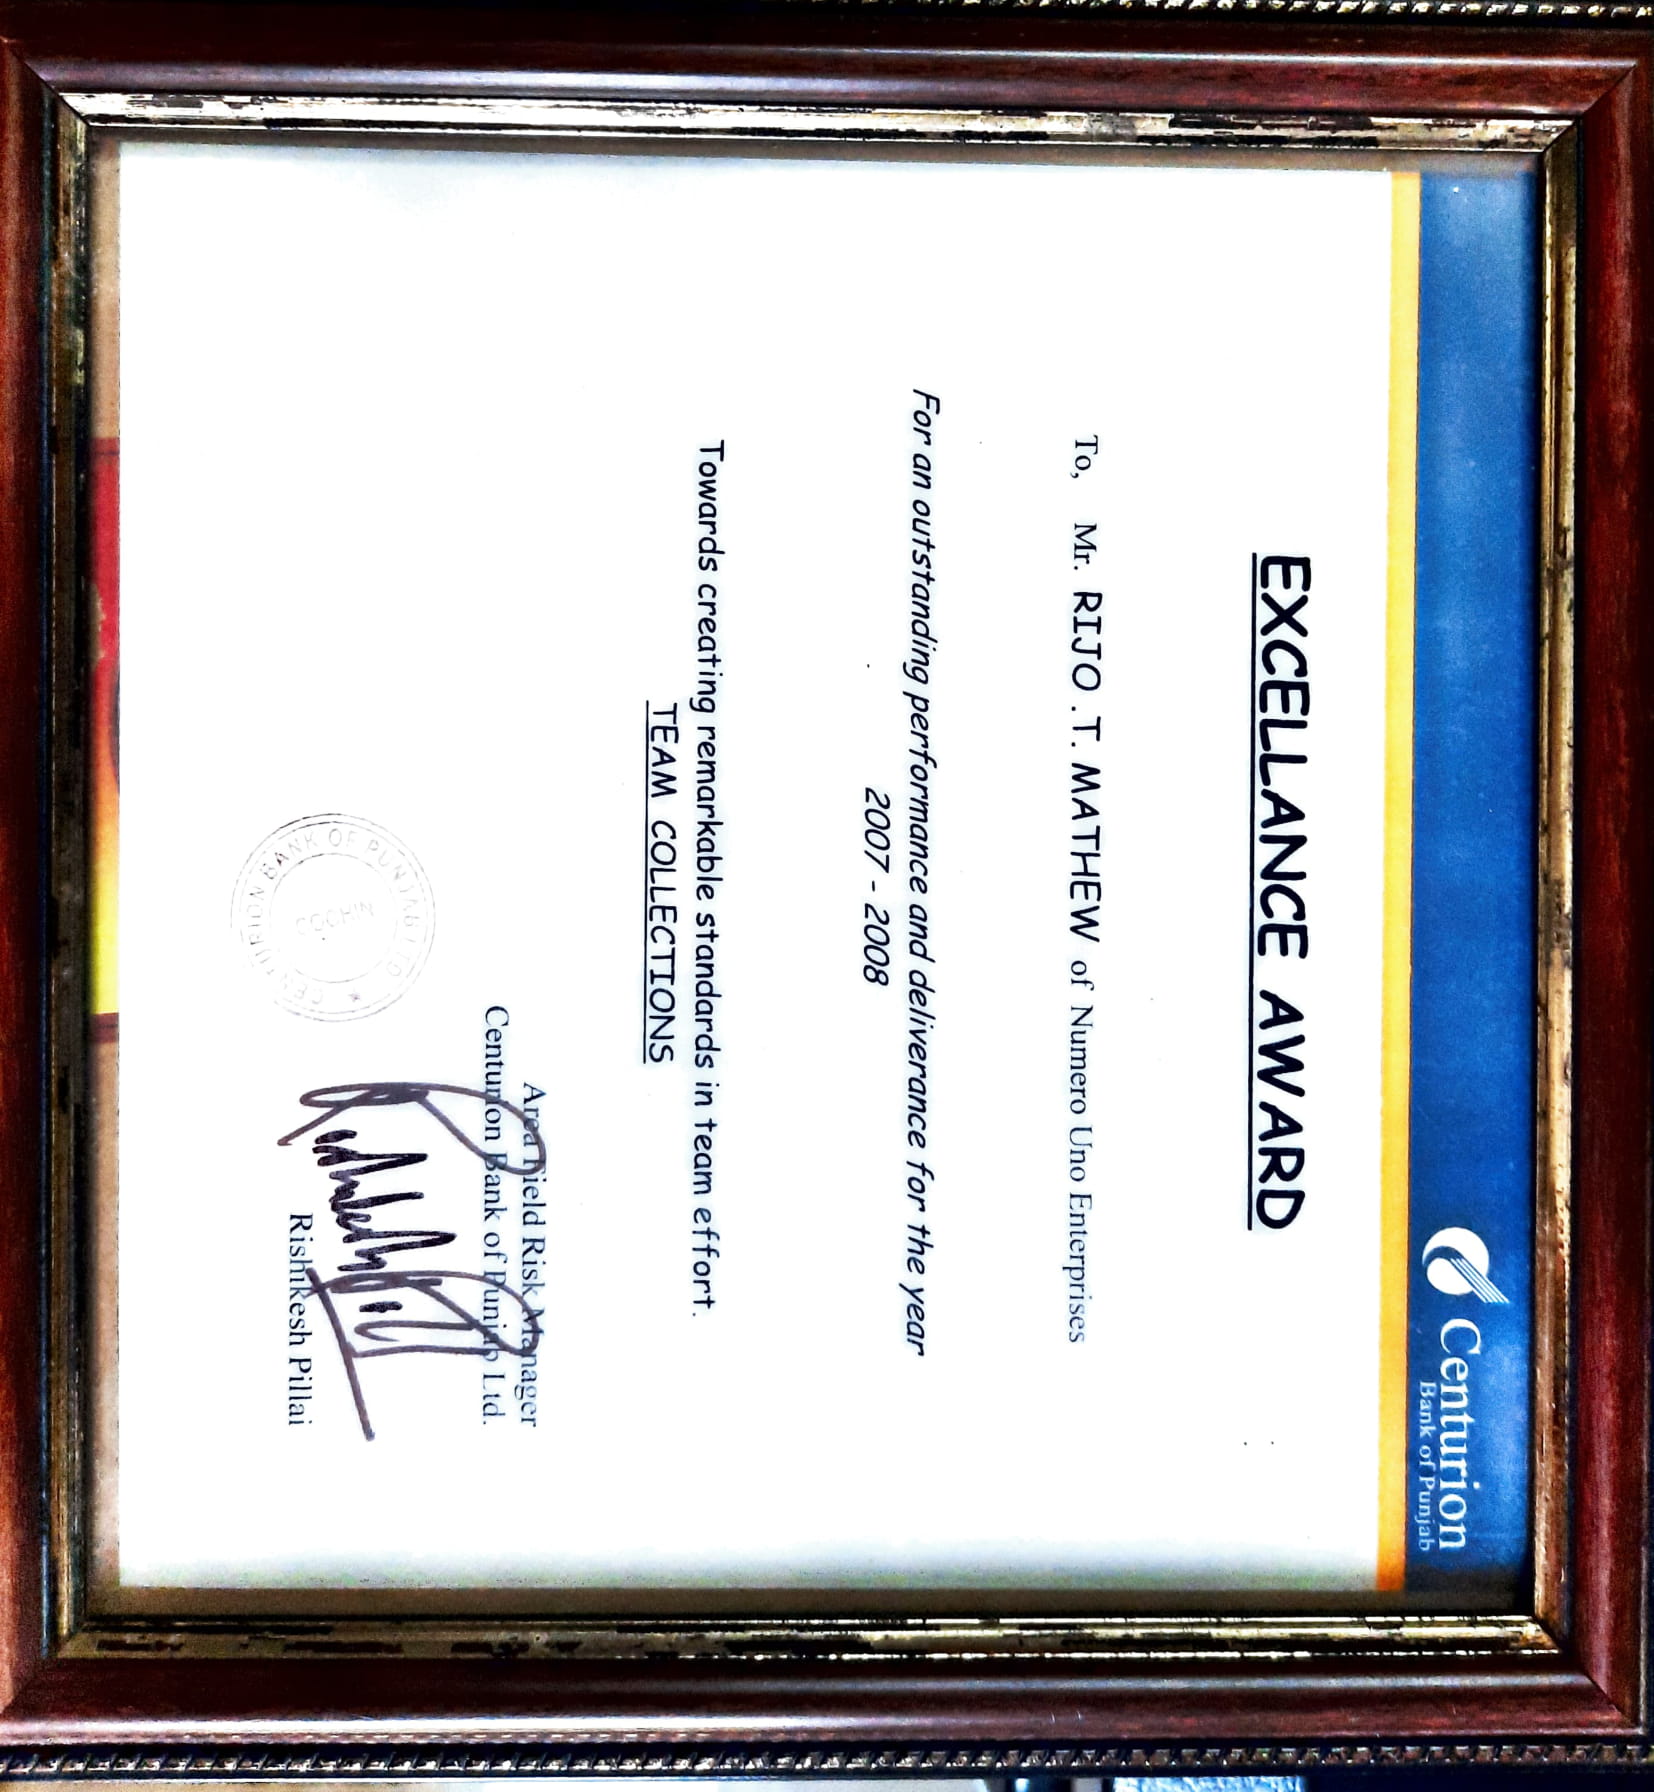 Centurion
Bank of Punjab
EXCELLANCE AWARD
To, Mr. RIJO .T. MATHEW of Numero Uno Enterprises
For an outstanding performance and deliverance for the year
2007 - 2008
Towards creating remarkable standards in team effort.
TEAM COLLECTIONS
Area Field Risk Manager
Centurion Bank of Punjab Ltd.
Rishikesh Pillai
CENTURION BANK OF PUNJAB LTD
COCHIN